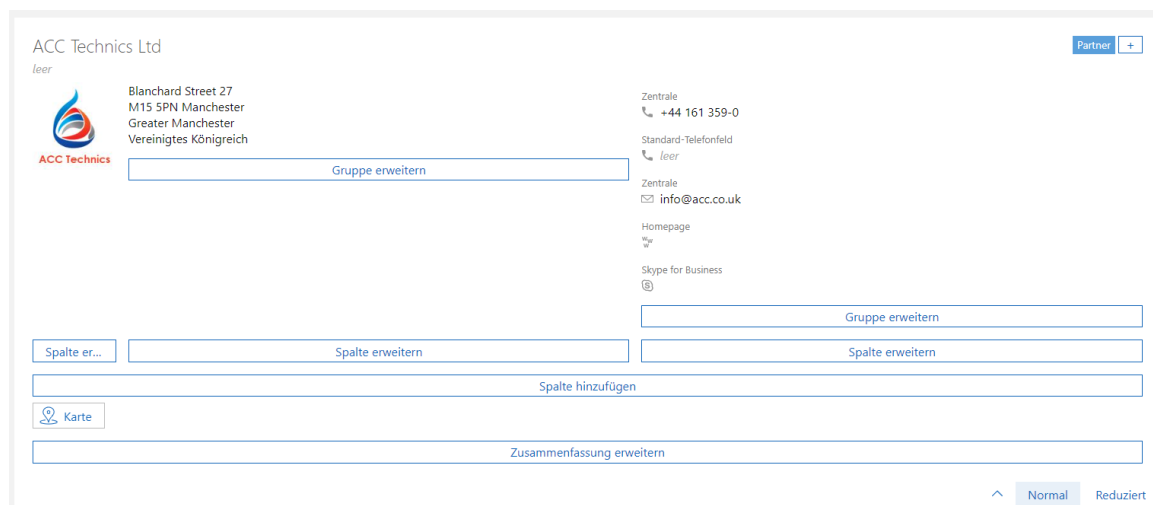 ACC Technics Ltd
Partner +
leer
ACC Technics
Blanchard Street 27
M15 5PN Manchester
Greater Manchester
Vereinigtes Königreich
Gruppe erweitern
Zentrale
+44 161 359-0
Standard-Telefonfeld
leer
Zentrale
info@acc.co.uk
Homepage
www
Skype for Business
Gruppe erweitern
Spalte er...
Spalte erweitern
Spalte erweitern
Spalte hinzufügen
Karte
Zusammenfassung erweitern
Normal
Reduziert